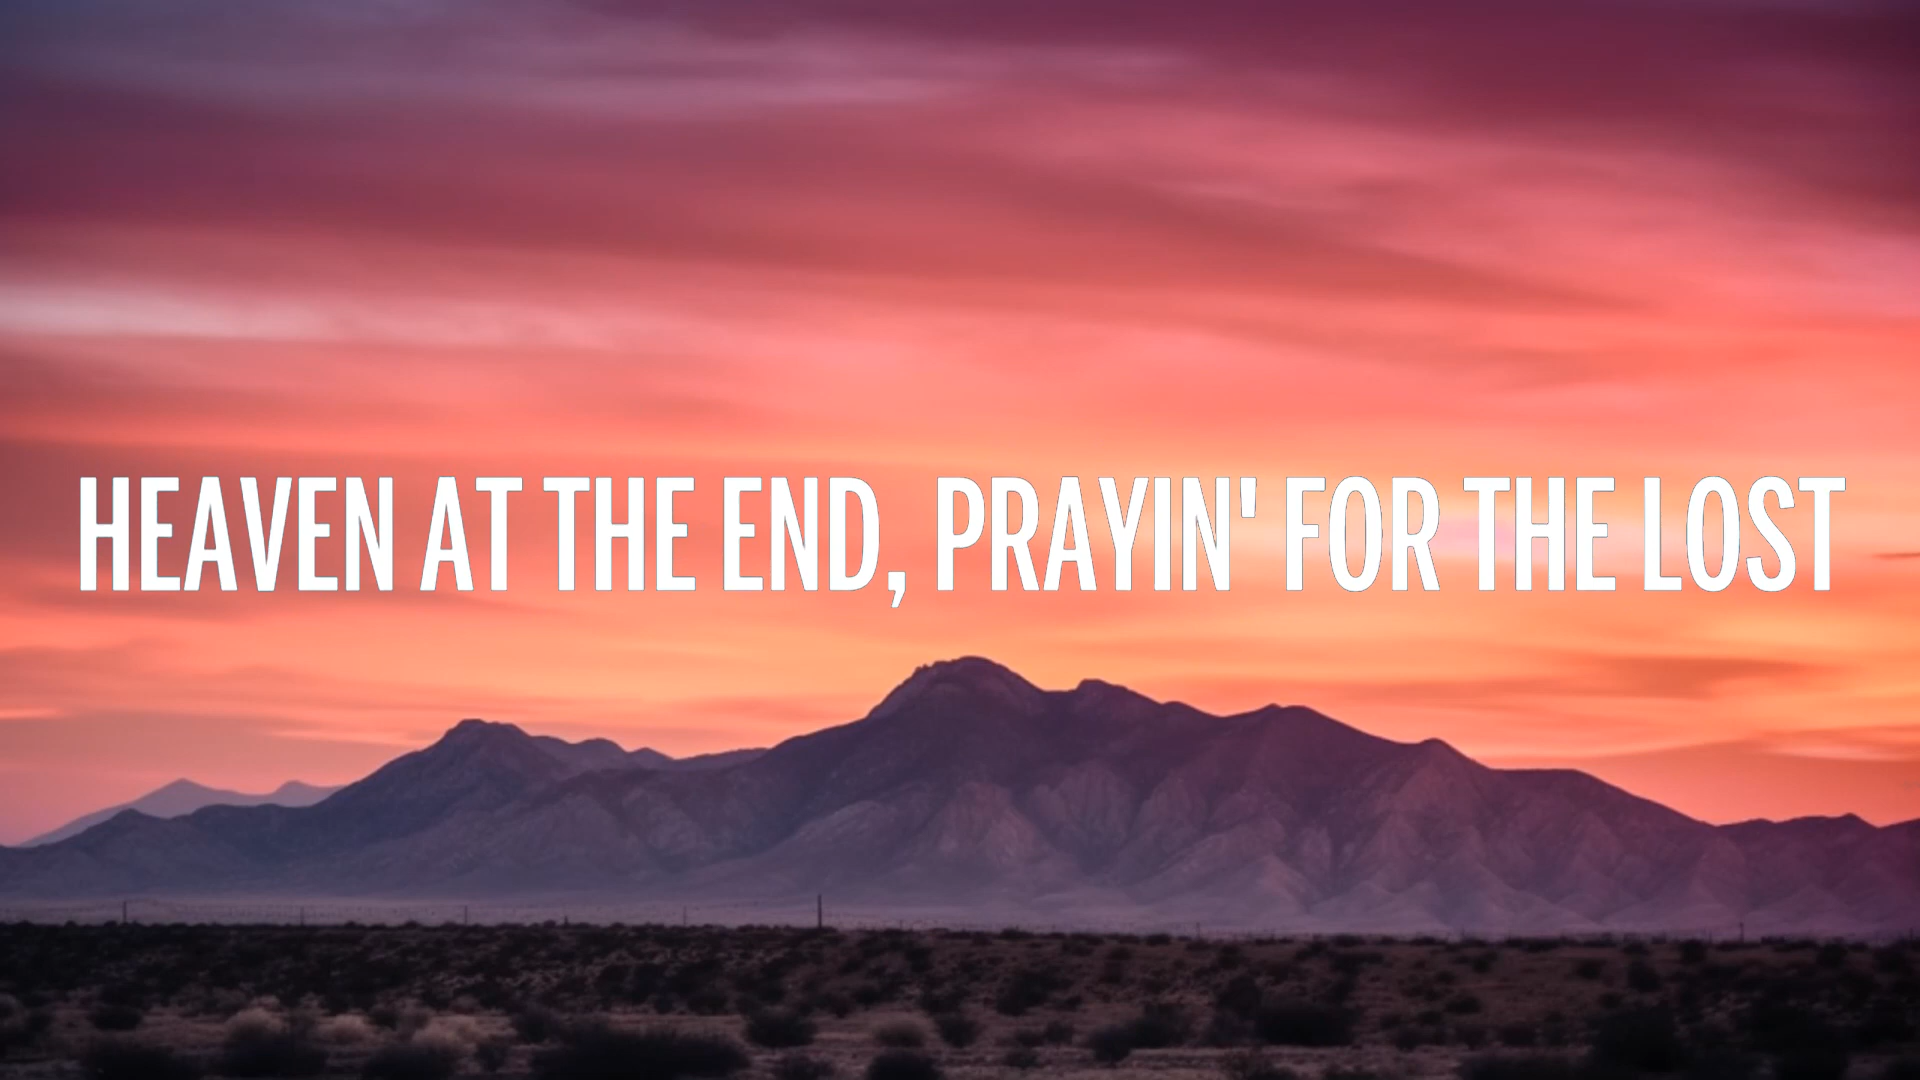 HEAVEN AT THE END, PRAYIN' FOR THE LOST